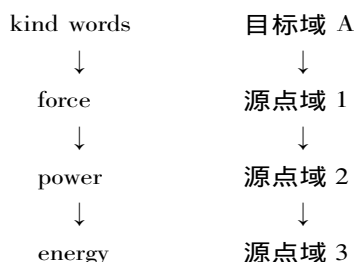 kind words 目标域 A
↓ ↓
force 源点域 1
↓ ↓
power 源点域 2
↓ ↓
energy 源点域 3